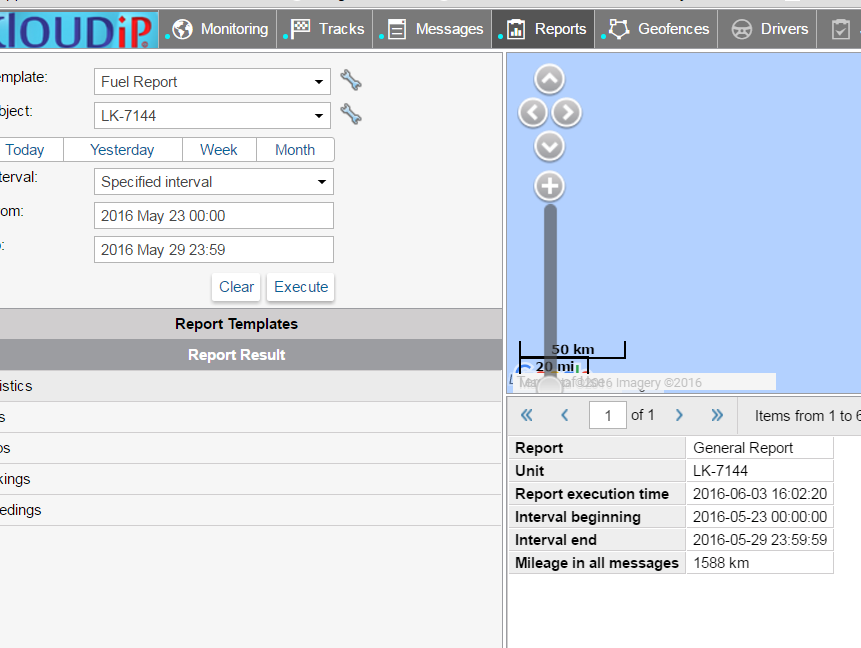 KLOUDiP
Monitoring
Tracks
Messages
Reports
Geofences
Drivers
mplate:
Fuel Report
bject:
LK-7144
Today
Yesterday
Week
Month
terval:
Specified interval
om:
2016 May 23 00:00
:
2016 May 29 23:59
Clear
Execute
Report Templates
Report Result
istics
s
os
kings
edings
50 km
20 mi
©2016 Imagery ©2016
1 of 1
Items from 1 to 6
Report General Report
Unit LK-7144
Report execution time 2016-06-03 16:02:20
Interval beginning 2016-05-23 00:00:00
Interval end 2016-05-29 23:59:59
Mileage in all messages 1588 km